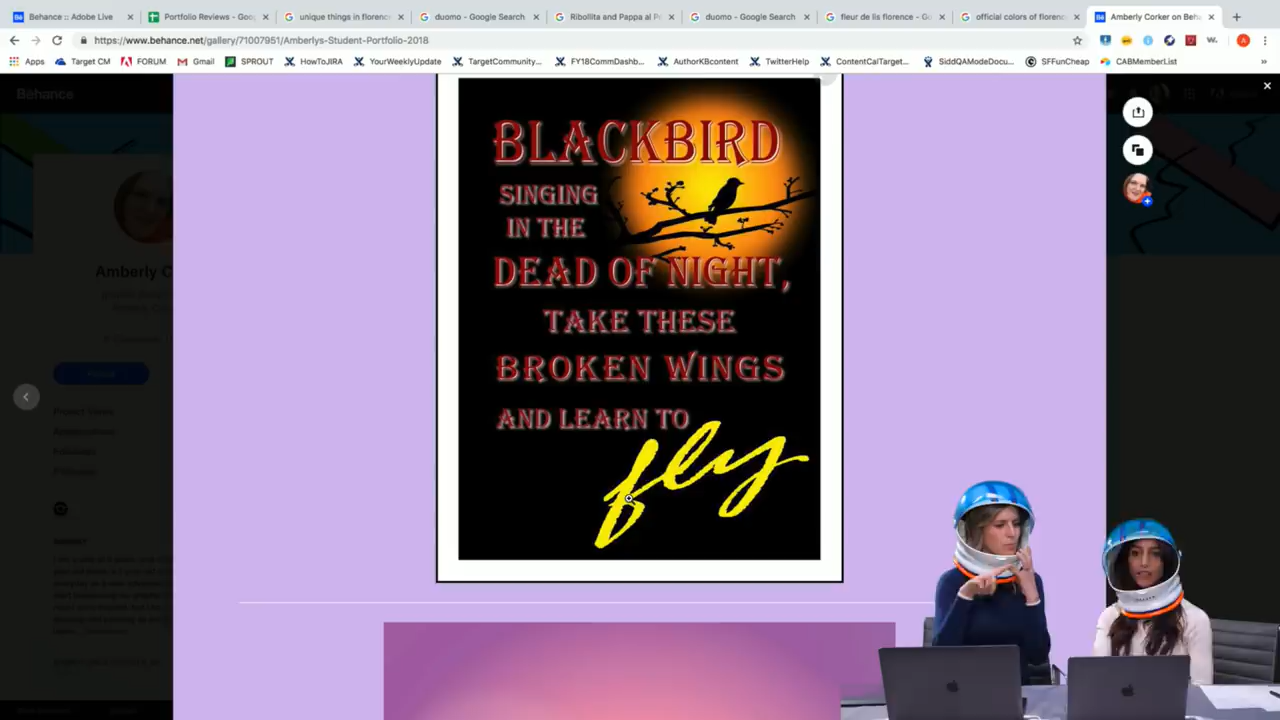 Behance :: Adobe Live
Portfolio Reviews - Goo
unique things in florenc
duomo - Google Search
Ribollita and Pappa al P
duomo - Google Search
fleur de lis florence - G
official colors of florenc
Amberly Corker on Beh
https://www.behance.net/gallery/71007951/Amberlys-Student-Portfolio-2018
Apps
Target CM
FORUM
Gmail
SPROUT
HowToJIRA
YourWeeklyUpdate
TargetCommunity...
FY18CommDashb...
AuthorKBcontent
TwitterHelp
ContentCalTarget...
SiddQAModeDocu...
SFFunCheap
CABMemberList
Behance
Amberly C
BLACKBIRD
SINGING
IN THE
DEAD OF NIGHT,
TAKE THESE
BROKEN WINGS
AND LEARN TO
fly